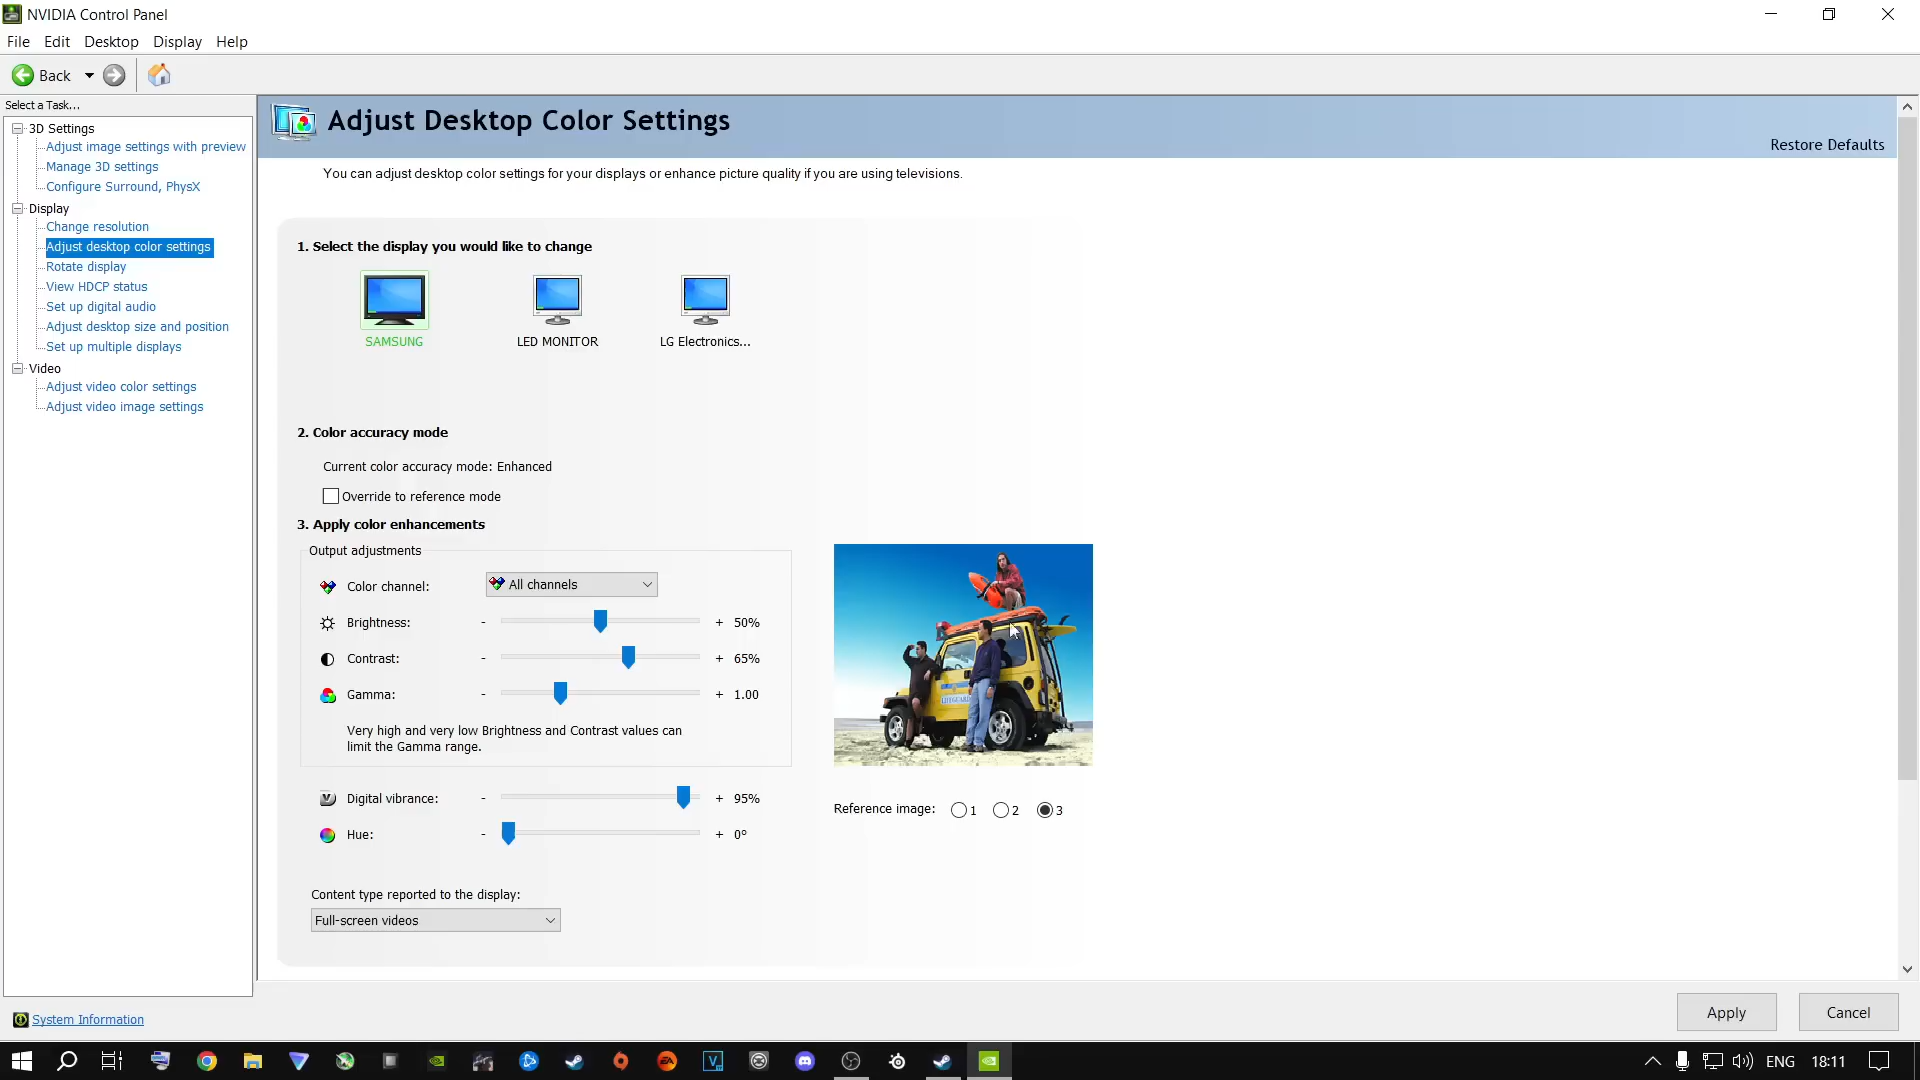 NVIDIA Control Panel
File Edit Desktop Display Help
Back
Select a Task...
3D Settings
Adjust image settings with preview
Manage 3D settings
Configure Surround, PhysX
Display
Change resolution
Adjust desktop color settings
Rotate display
View HDCP status
Set up digital audio
Adjust desktop size and position
Set up multiple displays
Video
Adjust video color settings
Adjust video image settings
System Information
Adjust Desktop Color Settings
Restore Defaults
You can adjust desktop color settings for your displays or enhance picture quality if you are using televisions.
1. Select the display you would like to change
SAMSUNG LED MONITOR LG Electronics...
2. Color accuracy mode
Current color accuracy mode: Enhanced
Override to reference mode
3. Apply color enhancements
Output adjustments
Color channel: All channels
Brightness: - + 50%
Contrast: - + 65%
Gamma: - + 1.00
Very high and very low Brightness and Contrast values can
limit the Gamma range.
Digital vibrance: - + 95%
Hue: - + 0°
Reference image: 1 2 3
Content type reported to the display:
Full-screen videos
Apply Cancel
ENG 18:11